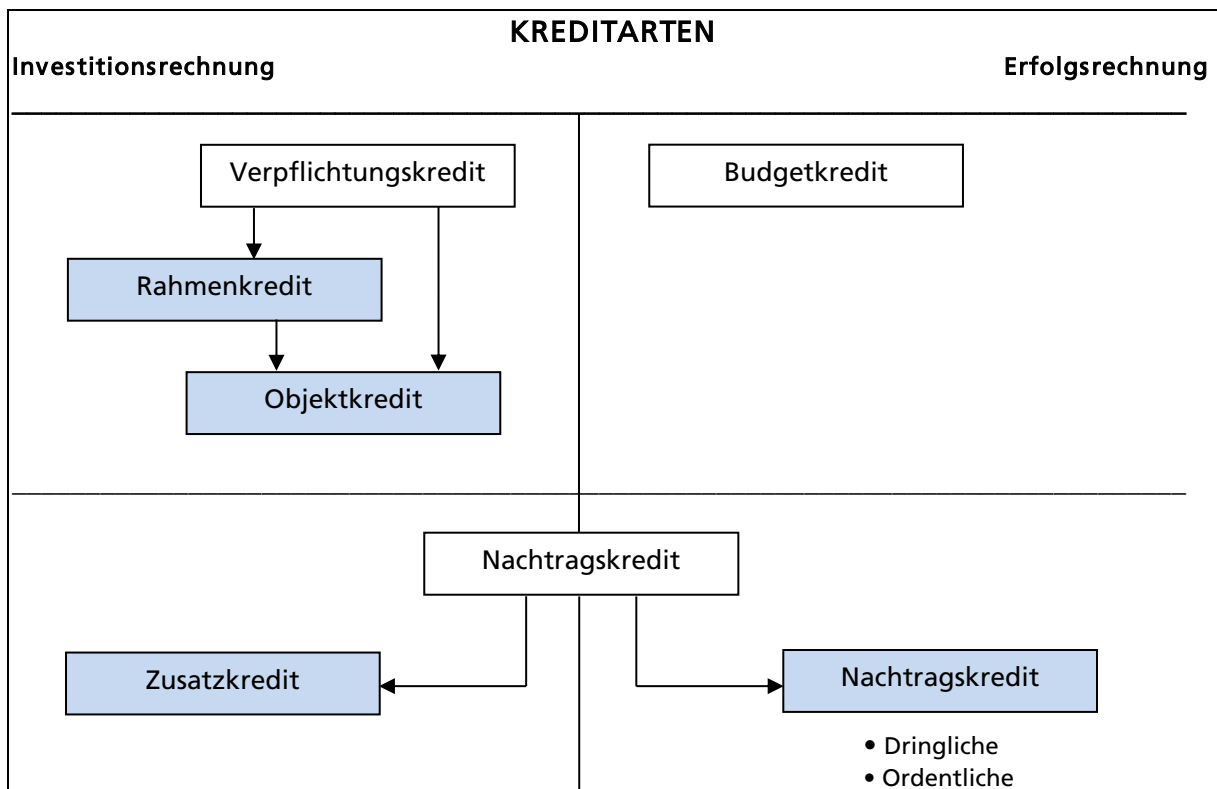 KREDITARTEN
Investitionsrechnung
Erfolgsrechnung
Verpflichtungskredit
Budgetkredit
Rahmenkredit
Objektkredit
Nachtragskredit
Zusatzkredit
Nachtragskredit
• Dringliche
• Ordentliche